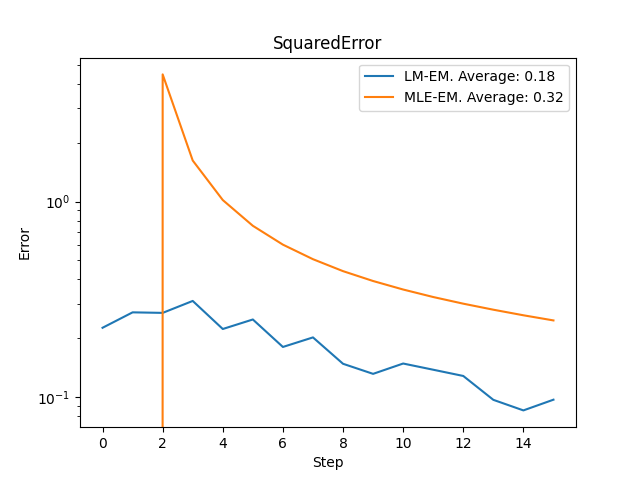 SquaredError
LM-EM. Average: 0.18
MLE-EM. Average: 0.32
10⁰
10⁻¹
Error
0 2 4 6 8 10 12 14
Step